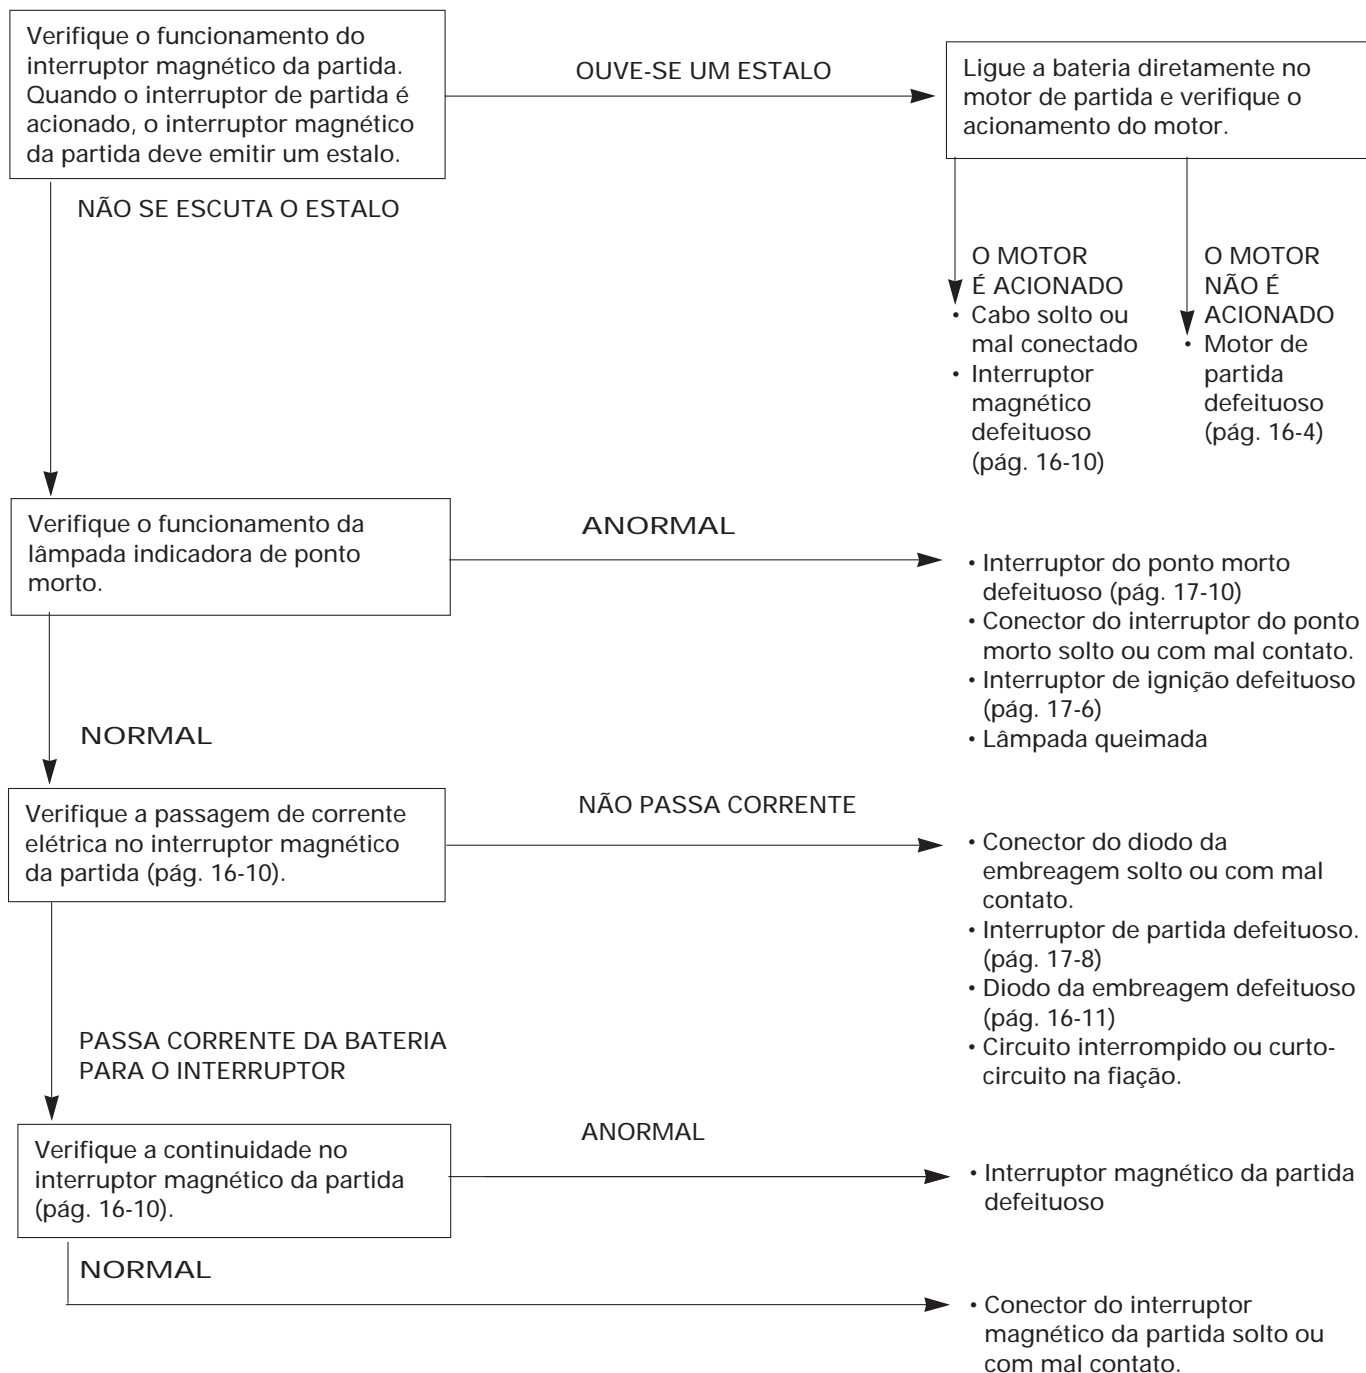 Verifique o funcionamento do
interruptor magnético da partida.
Quando o interruptor de partida é
acionado, o interruptor magnético
da partida deve emitir um estalo.
OUVE-SE UM ESTALO
Ligue a bateria diretamente no
motor de partida e verifique o
acionamento do motor.
NÃO SE ESCUTA O ESTALO
O MOTOR
É ACIONADO
• Cabo solto ou
mal conectado
• Interruptor
magnético
defeituoso
(pág. 16-10)
O MOTOR
NÃO É
ACIONADO
• Motor de
partida
defeituoso
(pág. 16-4)
Verifique o funcionamento da
lâmpada indicadora de ponto
morto.
ANORMAL
• Interruptor do ponto morto
defeituoso (pág. 17-10)
• Conector do interruptor do ponto
morto solto ou com mal contato.
• Interruptor de ignição defeituoso
(pág. 17-6)
• Lâmpada queimada
NORMAL
Verifique a passagem de corrente
elétrica no interruptor magnético
da partida (pág. 16-10).
NÃO PASSA CORRENTE
• Conector do diodo da
embreagem solto ou com mal
contato.
• Interruptor de partida defeituoso.
(pág. 17-8)
• Diodo da embreagem defeituoso
(pág. 16-11)
• Circuito interrompido ou curto-
circuito na fiação.
PASSA CORRENTE DA BATERIA
PARA O INTERRUPTOR
Verifique a continuidade no
interruptor magnético da partida
(pág. 16-10).
ANORMAL
• Interruptor magnético da partida
defeituoso
NORMAL
• Conector do interruptor
magnético da partida solto ou
com mal contato.